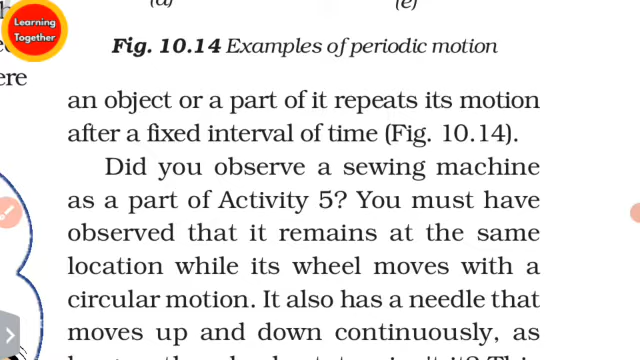 (e)
Learning
Together
Fig. 10.14 Examples of periodic motion
ere
an object or a part of it repeats its motion
after a fixed interval of time (Fig. 10.14).
Did you observe a sewing machine
as a part of Activity 5? You must have
observed that it remains at the same
location while its wheel moves with a
circular motion. It also has a needle that
moves up and down continuously, as